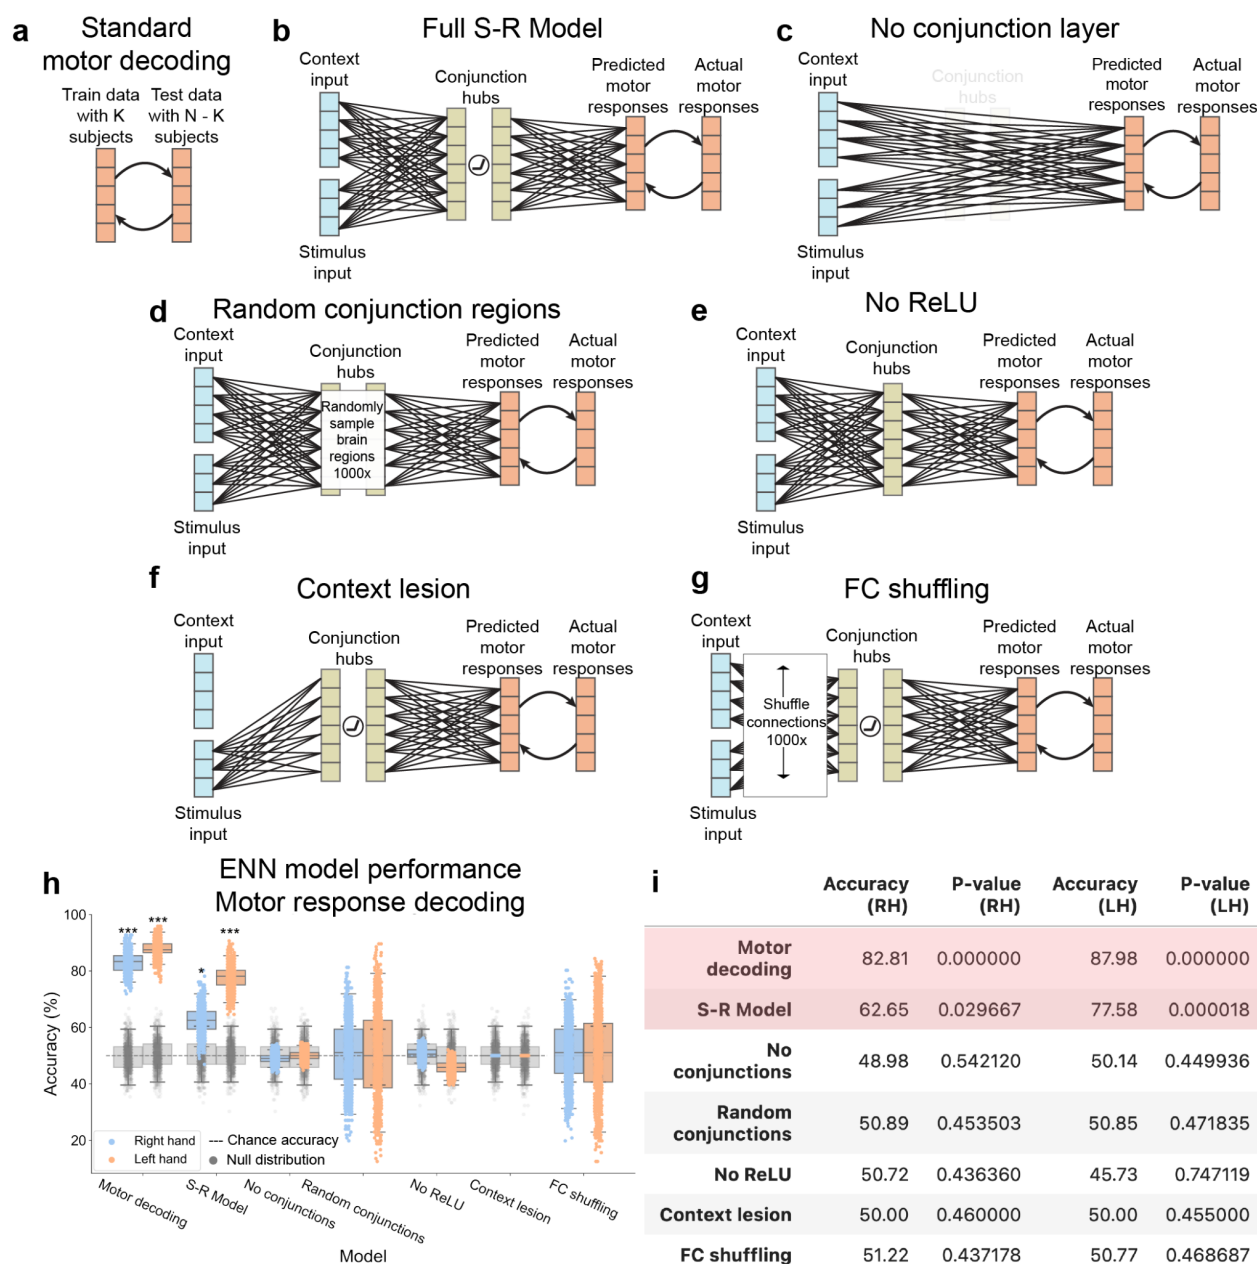 a
Standard
motor decoding
Train data
with K
subjects
Test data
with N - K
subjects
b
Full S-R Model
Context
input
Conjunction
hubs
Predicted
motor
responses
Actual
motor
responses
Stimulus
input
c
No conjunction layer
Context
input
Conjunction
hubs
Predicted
motor
responses
Actual
motor
responses
Stimulus
input
d
Random conjunction regions
Context
input
Conjunction
hubs
Randomly
sample
brain
regions
1000x
Predicted
motor
responses
Actual
motor
responses
Stimulus
input
e
No ReLU
Context
input
Conjunction
hubs
Predicted
motor
responses
Actual
motor
responses
Stimulus
input
f
Context lesion
Context
input
Conjunction
hubs
Predicted
motor
responses
Actual
motor
responses
Stimulus
input
g
FC shuffling
Context
input
Shuffle
connections
1000x
Conjunction
hubs
Predicted
motor
responses
Actual
motor
responses
Stimulus
input
h
ENN model performance
Motor response decoding
Accuracy (%)
100
80
60
40
20
***
***
*
***
Right hand
Left hand
--- Chance accuracy
Null distribution
Motor decoding
S-R Model
No conjunctions
Random conjunctions
No ReLU
Context lesion
FC shuffling
Model
i
Accuracy (RH) P-value (RH) Accuracy (LH) P-value (LH)
Motor decoding 82.81 0.000000 87.98 0.000000
S-R Model 62.65 0.029667 77.58 0.000018
No conjunctions 48.98 0.542120 50.14 0.449936
Random conjunctions 50.89 0.453503 50.85 0.471835
No ReLU 50.72 0.436360 45.73 0.747119
Context lesion 50.00 0.460000 50.00 0.455000
FC shuffling 51.22 0.437178 50.77 0.468687